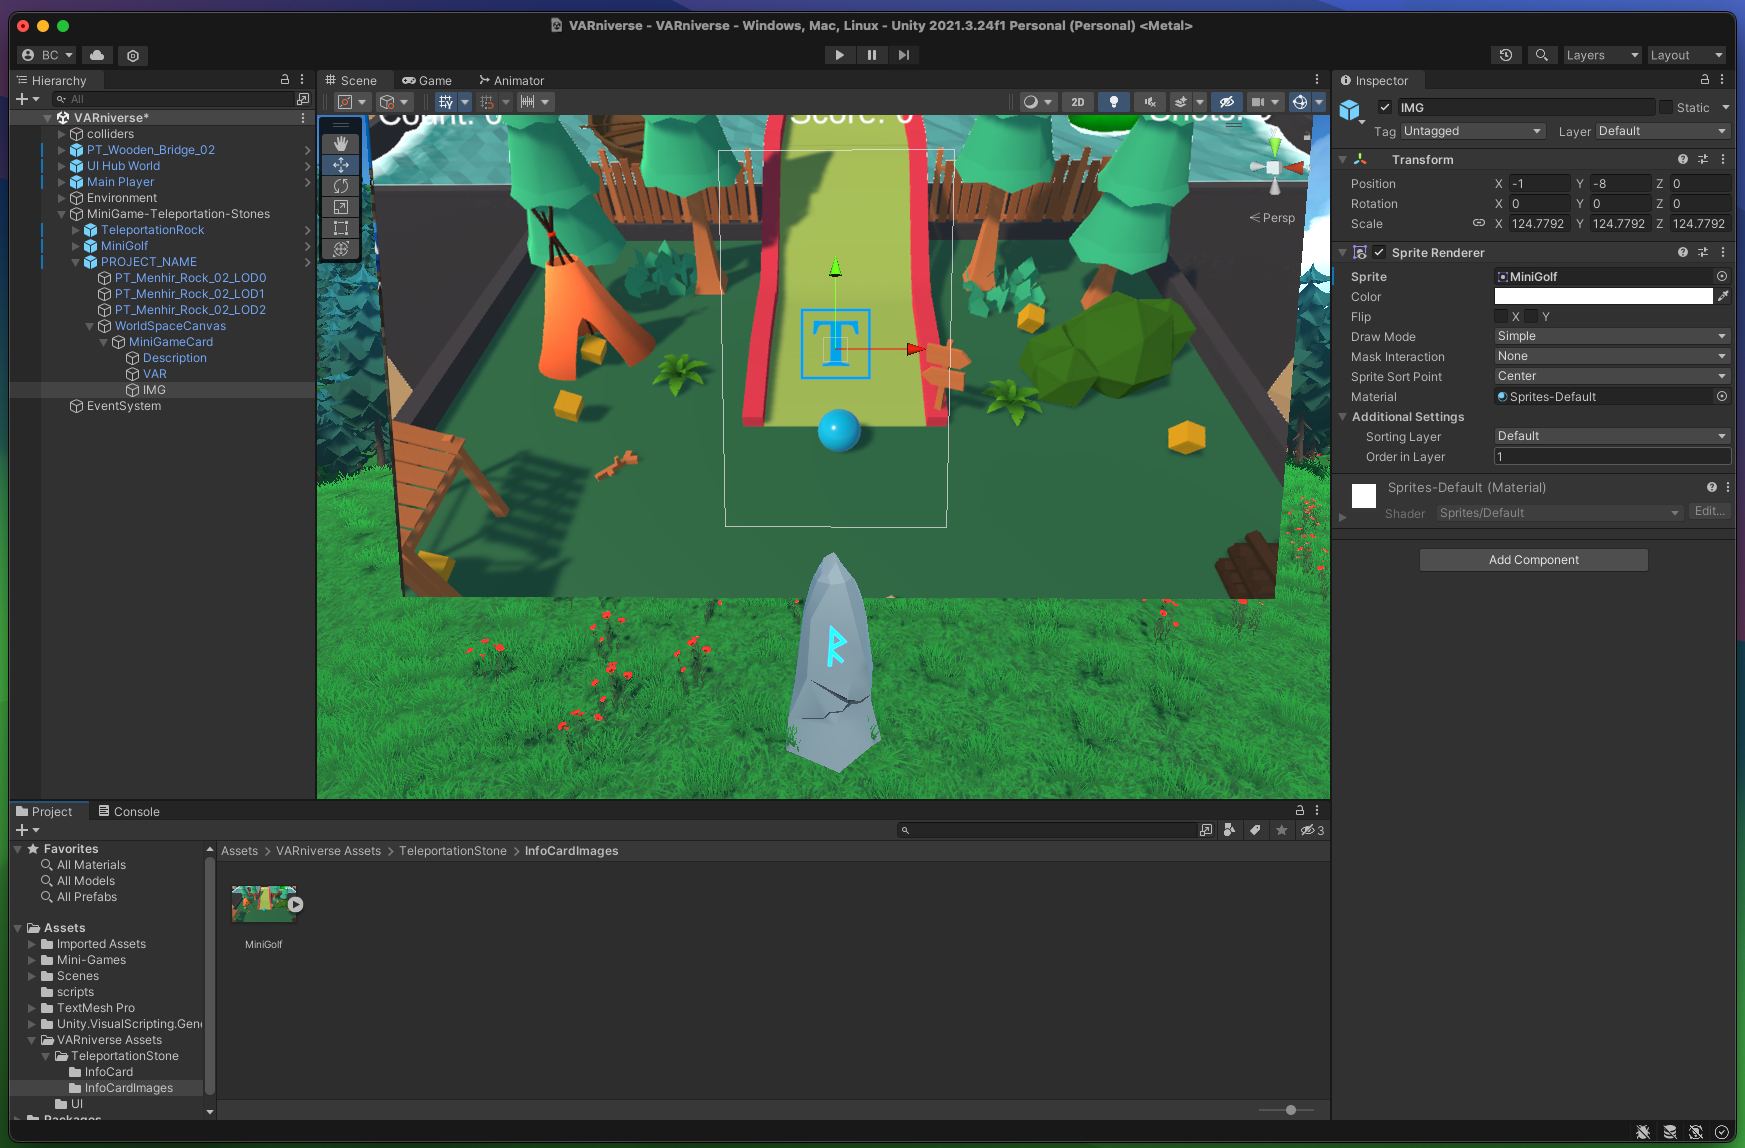 VARniverse - VARniverse - Windows, Mac, Linux - Unity 2021.3.24f1 Personal (Personal) <Metal>
BC
Layers
Layout
Hierarchy
All
VARniverse*
colliders
PT_Wooden_Bridge_02
UI Hub World
Main Player
Environment
MiniGame-Teleportation-Stones
TeleportationRock
MiniGolf
PROJECT_NAME
PT_Menhir_Rock_02_LOD0
PT_Menhir_Rock_02_LOD1
PT_Menhir_Rock_02_LOD2
WorldSpaceCanvas
MiniGameCard
Description
VAR
IMG
EventSystem
Scene
Game
Animator
2D
Count: 0
Score: 0
Shots:
Persp
T
Inspector
IMG
Static
Tag Untagged
Layer Default
Transform
Position X -1 Y -8 Z 0
Rotation X 0 Y 0 Z 0
Scale X 124.7792 Y 124.7792 Z 124.7792
Sprite Renderer
Sprite MiniGolf
Color
Flip X Y
Draw Mode Simple
Mask Interaction None
Sprite Sort Point Center
Material Sprites-Default
Additional Settings
Sorting Layer Default
Order in Layer 1
Sprites-Default (Material)
Shader Sprites/Default Edit...
Add Component
Project
Console
3
Favorites
All Materials
All Models
All Prefabs
Assets
Imported Assets
Mini-Games
Scenes
scripts
TextMesh Pro
Unity.VisualScripting.Gen
VARniverse Assets
TeleportationStone
InfoCard
InfoCardImages
UI
Packages
Assets > VARniverse Assets > TeleportationStone > InfoCardImages
MiniGolf